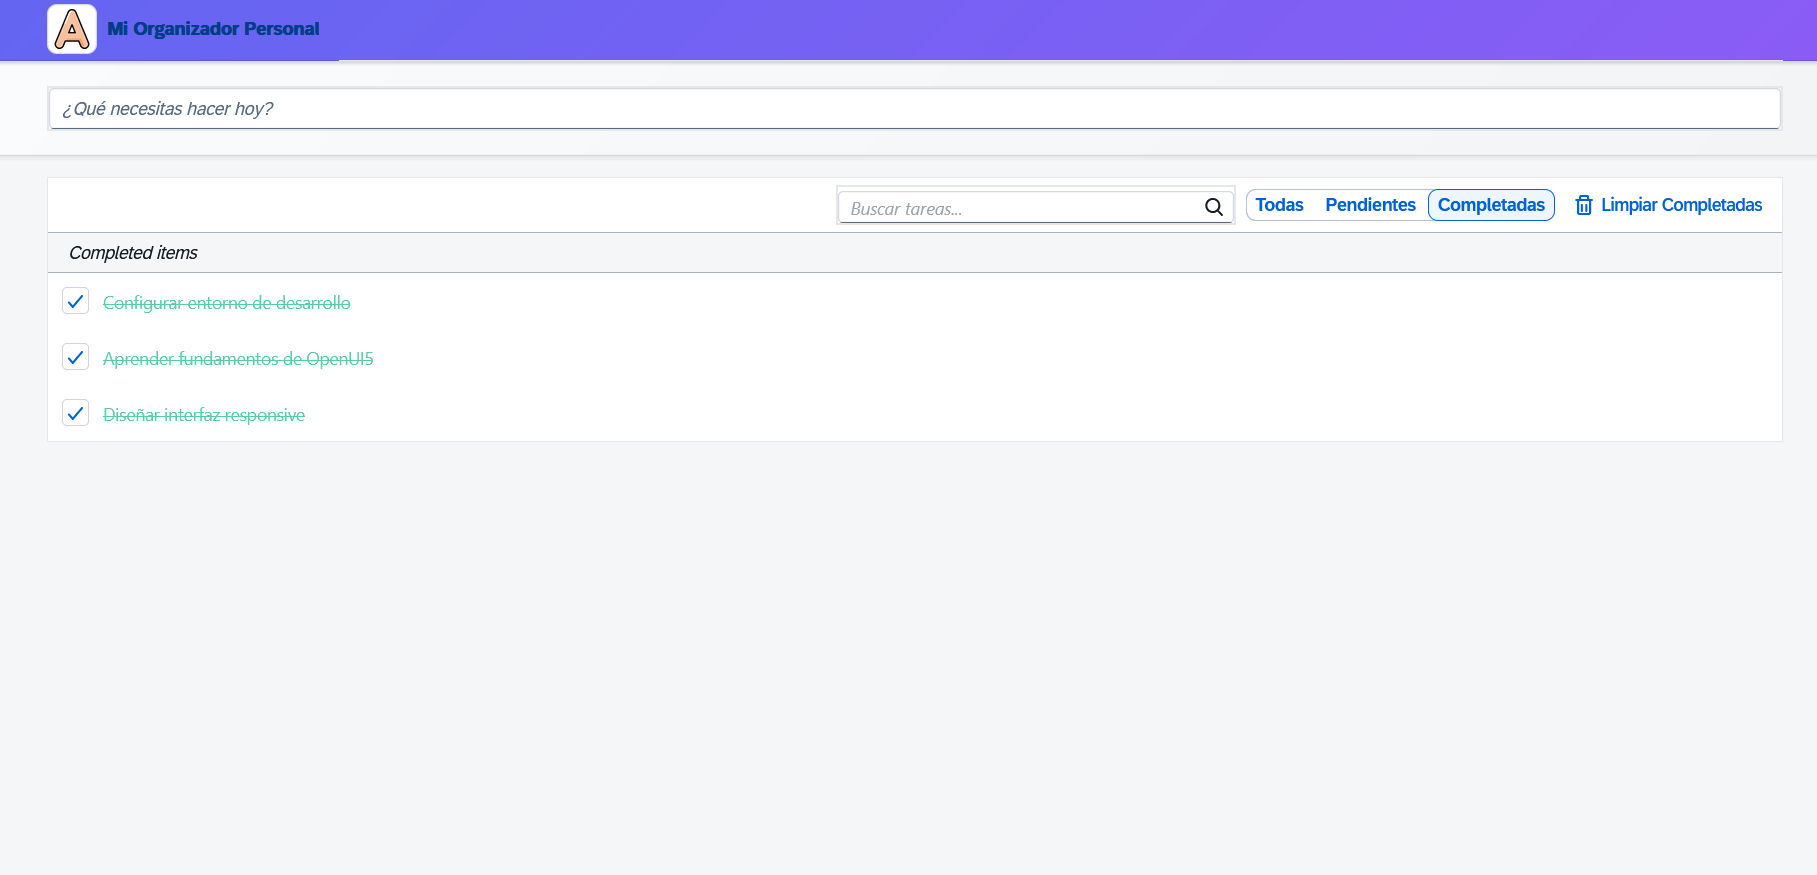 A Mi Organizador Personal
¿Qué necesitas hacer hoy?
Buscar tareas... Todas Pendientes Completadas Limpiar Completadas
Completed items
Configurar entorno de desarrollo
Aprender fundamentos de OpenUI5
Diseñar interfaz responsive